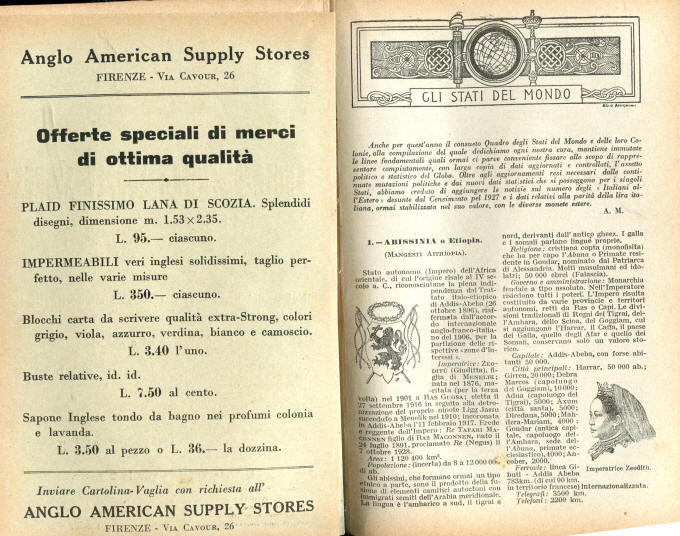 Anglo American Supply Stores
FIRENZE - VIA CAVOUR, 26
Offerte speciali di merci
di ottima qualità
PLAID FINISSIMO LANA DI SCOZIA. Splendidi
disegni, dimensione m. 1.53 × 2.35.
L. 95.— ciascuno.
IMPERMEABILI veri inglesi solidissimi, taglio per-
fetto, nelle varie misure
L. 350.— ciascuno.
Blocchi carta da scrivere qualità extra-Strong, colori
grigio, viola, azzurro, verdina, bianco e camoscio.
L. 3.40 l'uno.
Buste relative, id. id.
L. 7.50 al cento.
Sapone Inglese tondo da bagno nei profumi colonia
e lavanda.
L. 3.50 al pezzo o L. 36.— la dozzina.
Inviare Cartolina-Vaglia con richiesta all'
ANGLO AMERICAN SUPPLY STORES
FIRENZE - VIA CAVOUR, 26
GLI STATI DEL MONDO
Anche per quest'anno il consueto Quadro degli Stati del Mondo e delle loro Co-
lonie, alla compilazione del quale dedichiamo ogni nostra cura, mantiene immutate
le linee fondamentali quali ormai ci parve conveniente fissare allo scopo di rappre-
sentare compiutamente, con larga copia di dati aggiornati e controllati, l'assetto
politico e statistico del Globo. Oltre agli aggiornamenti resi necessari dalle conti-
nuate mutazioni politiche e dai nuovi dati statistici che si posseggono per i singoli
Stati, abbiamo creduto di aggiungere le notizie sul numero degli « Italiani al-
l'Estero » desunte dal Censimento pel 1927 e i dati relativi alla parità della lira ita-
liana, ormai stabilizzata nel suo valore, con le diverse monete estere.
A. M.
1. — ABISSINIA o Etiopia.
(MANGESTI AITHIOPIA).
Stato autonomo (Impero) dell'Africa
orientale, di cui l'origine risale al IV se-
colo a. C., riconosciutane la piena indi-
pendenza dal Trat-
tato italo-etiopico
di Addis-Abeba (26
ottobre 1896), riaf-
fermata dall'accor-
do internazionale
anglo-franco-italia-
no del 1906, per la
partizione delle ri-
spettive « zone d'in-
teressi ».
Imperatrice: ZEO-
DITÙ (Giuditta), fi-
glia di MENELIK;
nata nel 1876, ma-
ritata (per la terza
volta) nel 1901 a RAS GUGSA; eletta il
27 settembre 1916 in seguito alla detro-
nizzazione del proprio nipote Ligg Jassu
succeduto a Menelik nel 1910; incoronata
in Addis-Abeba l'11 febbraio 1917. Erede
e reggente dell'Impero: RE TAFARI MA-
CONNEN figlio di RAS MACONNEN, nato il
24 luglio 1891, proclamato Re (Negus) il
7 ottobre 1928.
Area: 1 120 400 km².
Popolazione: (incerta) da 8 a 12 000 00
di ab.
Gli abissini, che formano ormai un tipo
etnico a parte, sono il prodotto della fu-
sione di elementi camitici autoctoni con
immigrati semiti dell'Arabia meridionale.
La lingua è l'amharico a sud, il tigrai a
nord, derivanti dall'antico gheez. I galla
e i somali parlano lingue proprie.
Religione: cristianità copta (monofisita)
che ha per capo l'Abuna o Primate resi-
dente in Gondar, nominato dal Patriarca
di Alessandria. Molti musulmani ed ido-
latri; 50 000 ebrei (Falascia).
Governo e amministrazione: Monarchia
feudale a tipo assoluto. Nell'Imperatore
risiedono tutti i poteri. L'Impero risulta
costituito da varie provincie e territori
autonomi, retti da Ras o Capi. Le divi-
sioni tradizionali di Regni del Tigrai, del-
l'Amhara, dello Scioa, del Goggiam, cui
si aggiungono l'Harrar, il Caffa, il paese
dei Galla, quello degli Afar e quello dei
Somali, conservano solo un valore sto-
rico.
Capitale: Addis-Abeba, con forse abi-
tanti 50 000.
Città principali: Harrar, 50 000 ab.;
Girren, 20 000; Debra
Marcos (capoluogo
del Goggiam), 10 000;
Adua (capoluogo del
Tigrai), 5000; Axum
(città santa), 5000;
Diredaua, 5000; Mah-
dera-Mariam, 4000;
Gondar (antica capi-
tale, capoluogo del-
l'Amhara, sede del-
l'Abuna, primate ec-
clesiastico), 4000; An-
cober, 2000.
Ferrovie: linea Gi-
buti - Addis Abeba
783km. (di cui 90 km.
in territorio francese) Internazionalizzata.
Telegrafi: 3500 km.
Telefoni: 2200 km.
Imperatrice Zeodith.